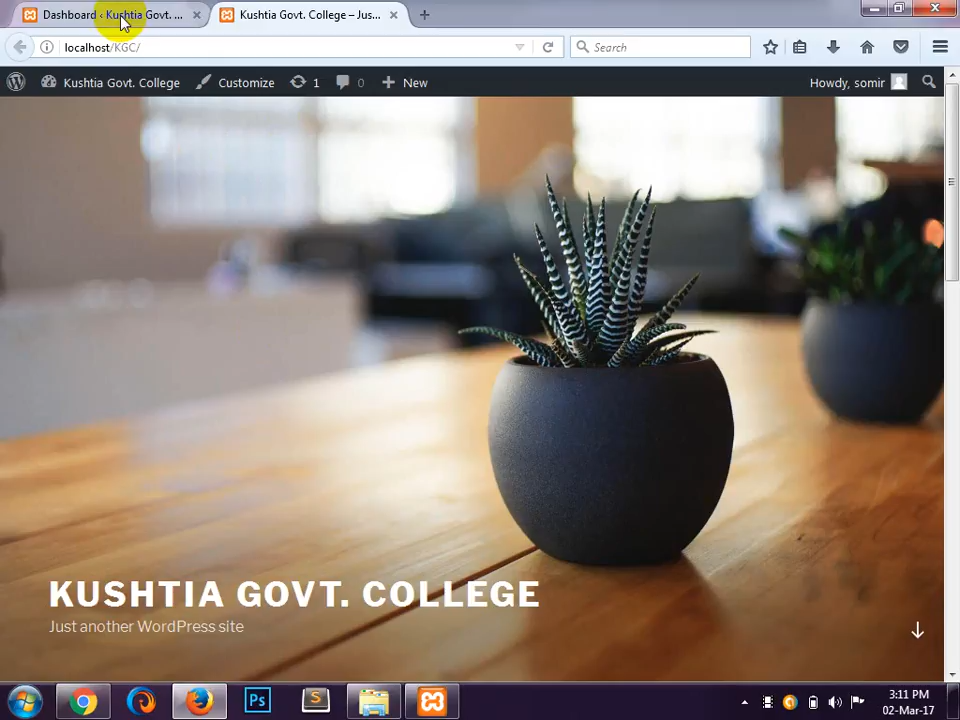 Dashboard ‹ Kushtia Govt. ...
Kushtia Govt. College – Jus...
localhost/KGC/
Search
Kushtia Govt. College
Customize
1
0
New
Howdy, somir
KUSHTIA GOVT. COLLEGE
Just another WordPress site
Ps
S
3:11 PM
02-Mar-17